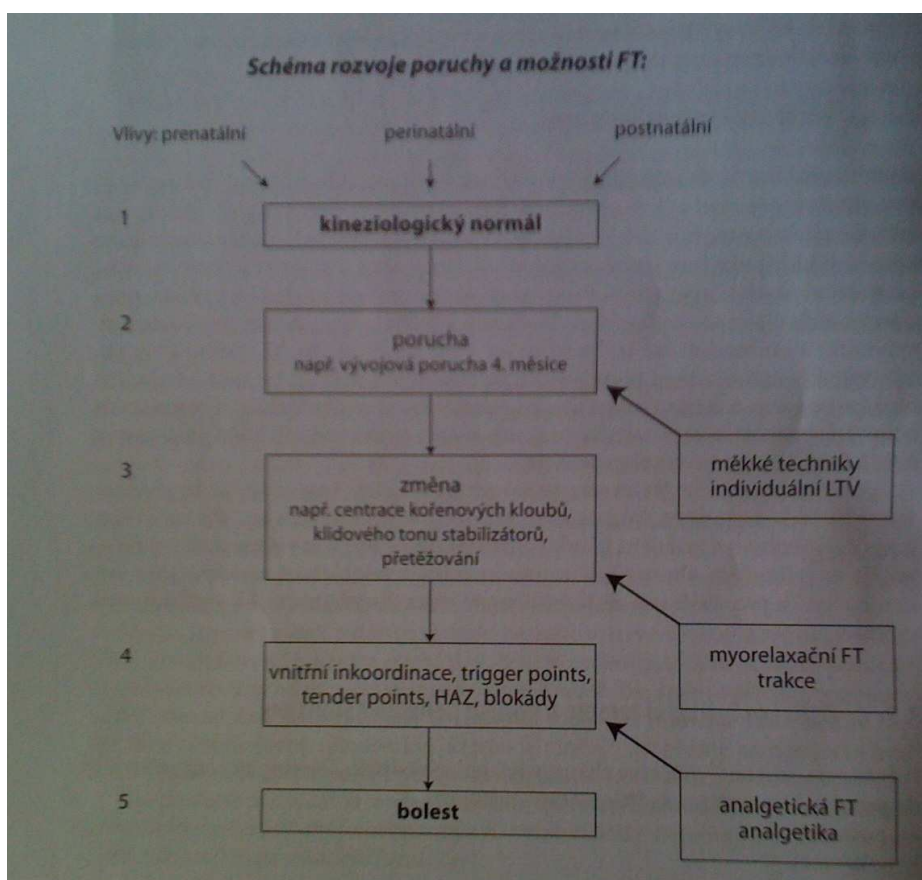 Schéma rozvoje poruchy a možnosti FT:
Vlivy: prenatální perinatální postnatální
1
kineziologický normál
2
porucha
např. vývojová porucha 4. měsíce
měkké techniky
individuální LTV
3
změna
např. centrace kořenových kloubů,
klidového tonu stabilizátorů,
přetěžování
myorelaxační FT
trakce
4
vnitřní inkoordinace, trigger points,
tender points, HAZ, blokády
analgetická FT
analgetika
5
bolest